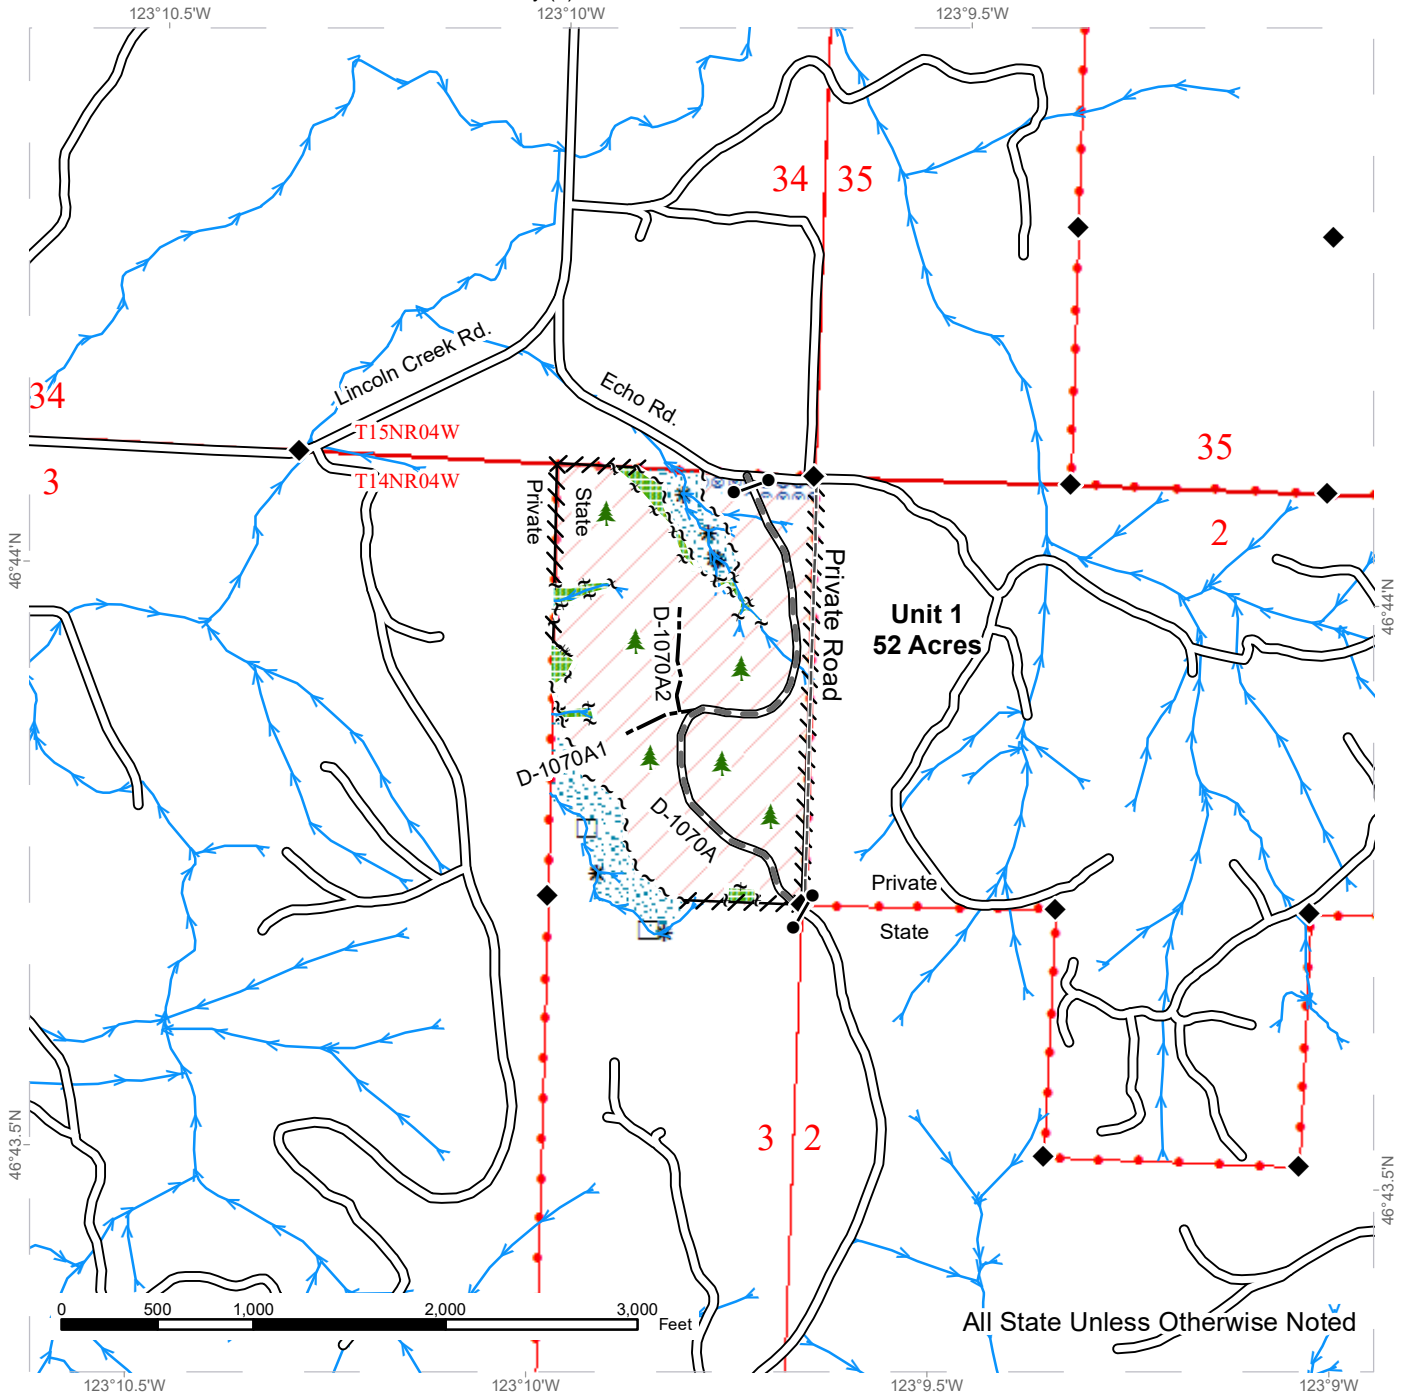 123°10.5'W
123°10'W
123°9.5'W
34 35
Lincoln Creek Rd.
Echo Rd.
34
T15NR04W
35
3
T14NR04W
Private
State
2
46°44'N
46°44'N
Private Road
Unit 1
52 Acres
D-1070A2
D-1070A1
D-1070A
Private
State
3 2
46°43.5'N
46°43.5'N
0 500 1,000 2,000 3,000
Feet
All State Unless Otherwise Noted
123°10.5'W
123°10'W
123°9.5'W
123°9'W